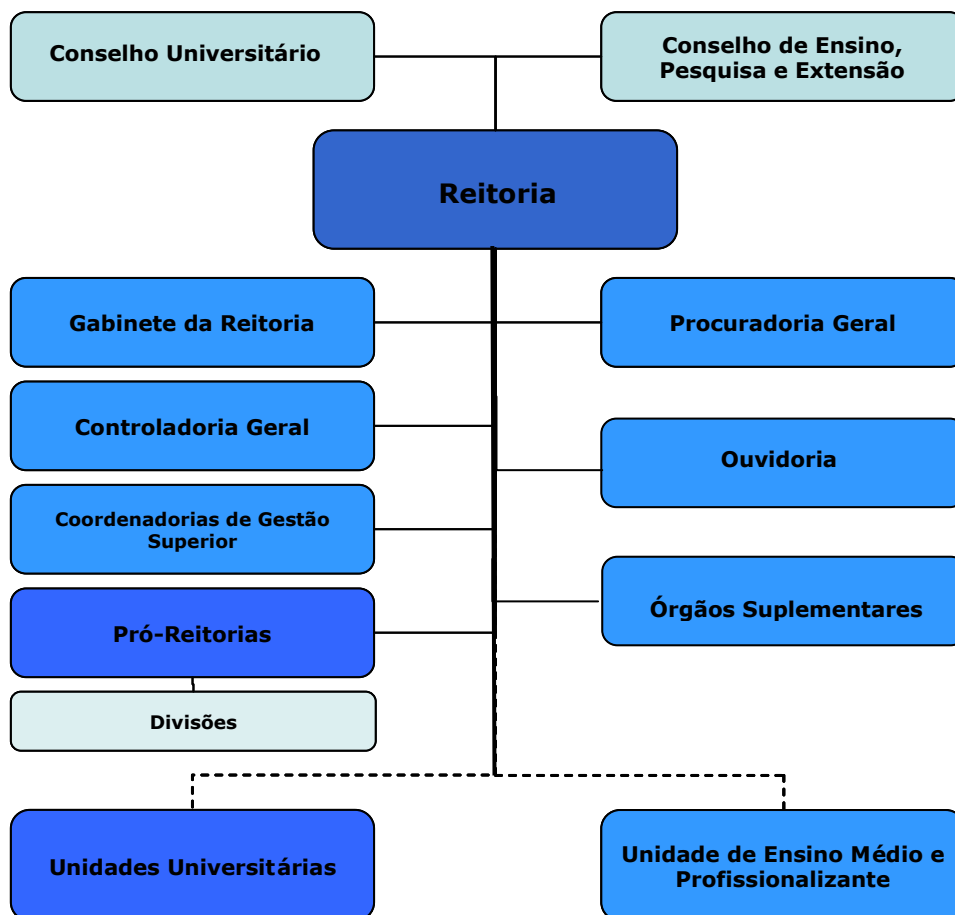 Conselho Universitário
Conselho de Ensino,
Pesquisa e Extensão
Reitoria
Gabinete da Reitoria
Procuradoria Geral
Controladoria Geral
Ouvidoria
Coordenadorias de Gestão
Superior
Órgãos Suplementares
Pró-Reitorias
Divisões
Unidades Universitárias
Unidade de Ensino Médio e
Profissionalizante